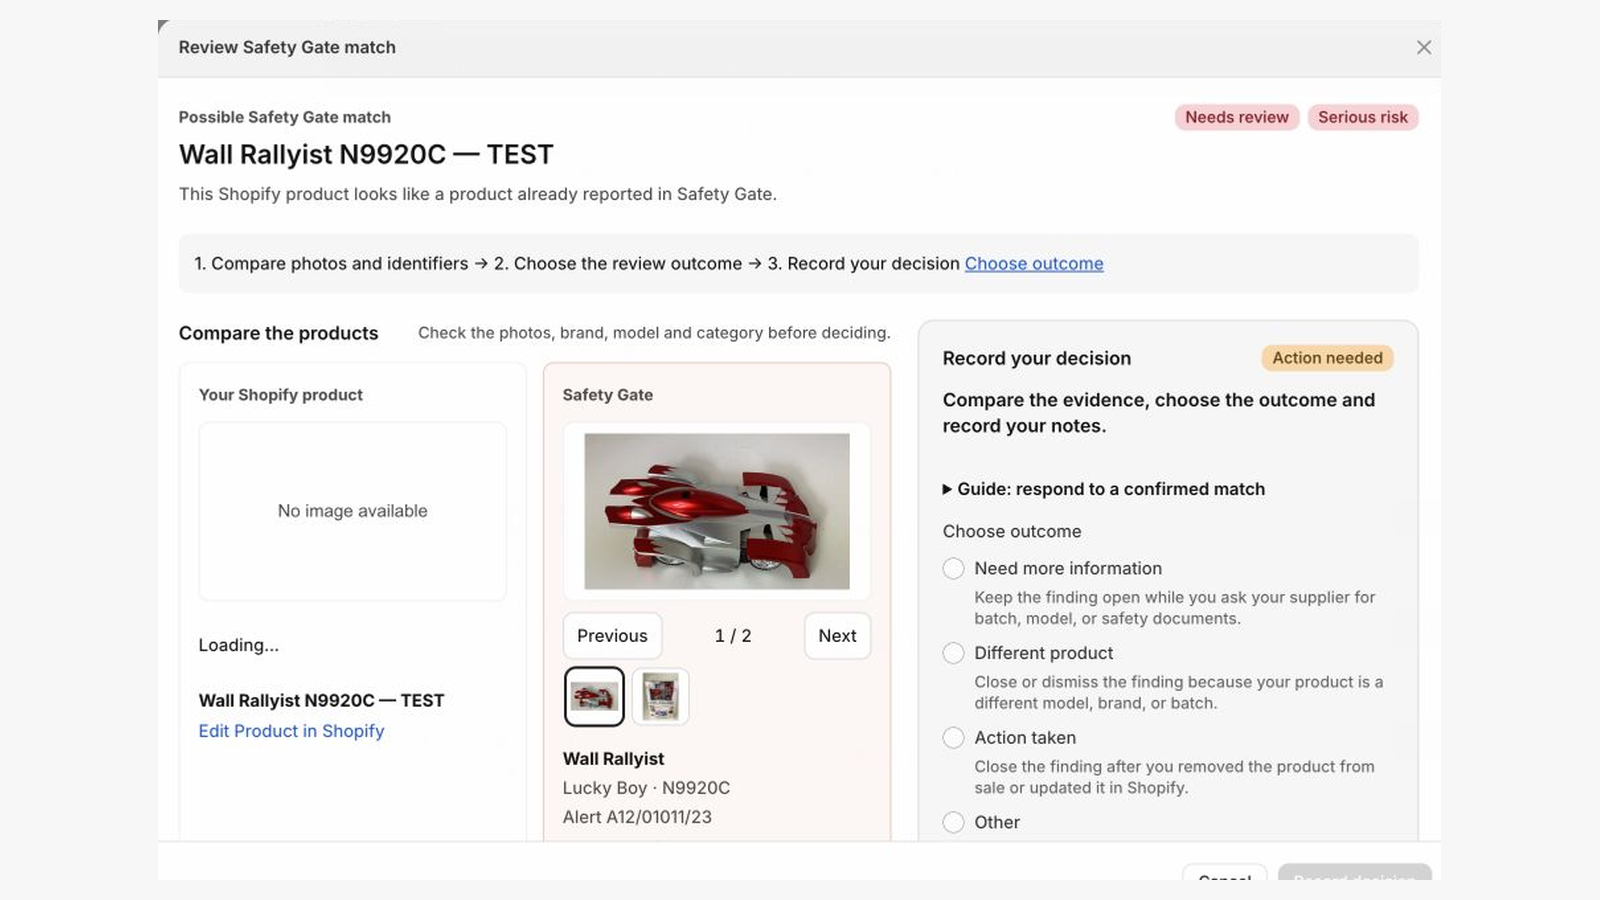 Review Safety Gate match
Possible Safety Gate match
Needs review
Serious risk
Wall Rallyist N9920C — TEST
This Shopify product looks like a product already reported in Safety Gate.
1. Compare photos and identifiers → 2. Choose the review outcome → 3. Record your decision Choose outcome
Compare the products
Check the photos, brand, model and category before deciding.
Your Shopify product
No image available
Loading...
Wall Rallyist N9920C — TEST
Edit Product in Shopify
Safety Gate
Previous
1 / 2
Next
Wall Rallyist
Lucky Boy · N9920C
Alert A12/01011/23
Record your decision
Action needed
Compare the evidence, choose the outcome and
record your notes.
Guide: respond to a confirmed match
Choose outcome
Need more information
Keep the finding open while you ask your supplier for
batch, model, or safety documents.
Different product
Close or dismiss the finding because your product is a
different model, brand, or batch.
Action taken
Close the finding after you removed the product from
sale or updated it in Shopify.
Other
Cancel
Record decision